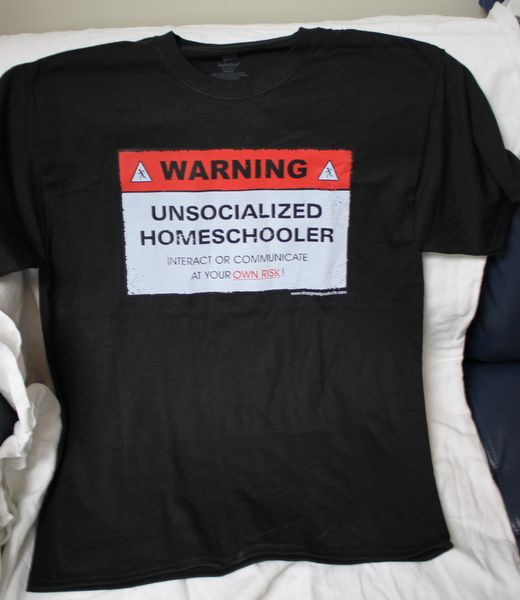 WARNING
UNSOCIALIZED
HOMESCHOOLER
INTERACT OR COMMUNICATE
AT YOUR OWN RISK!